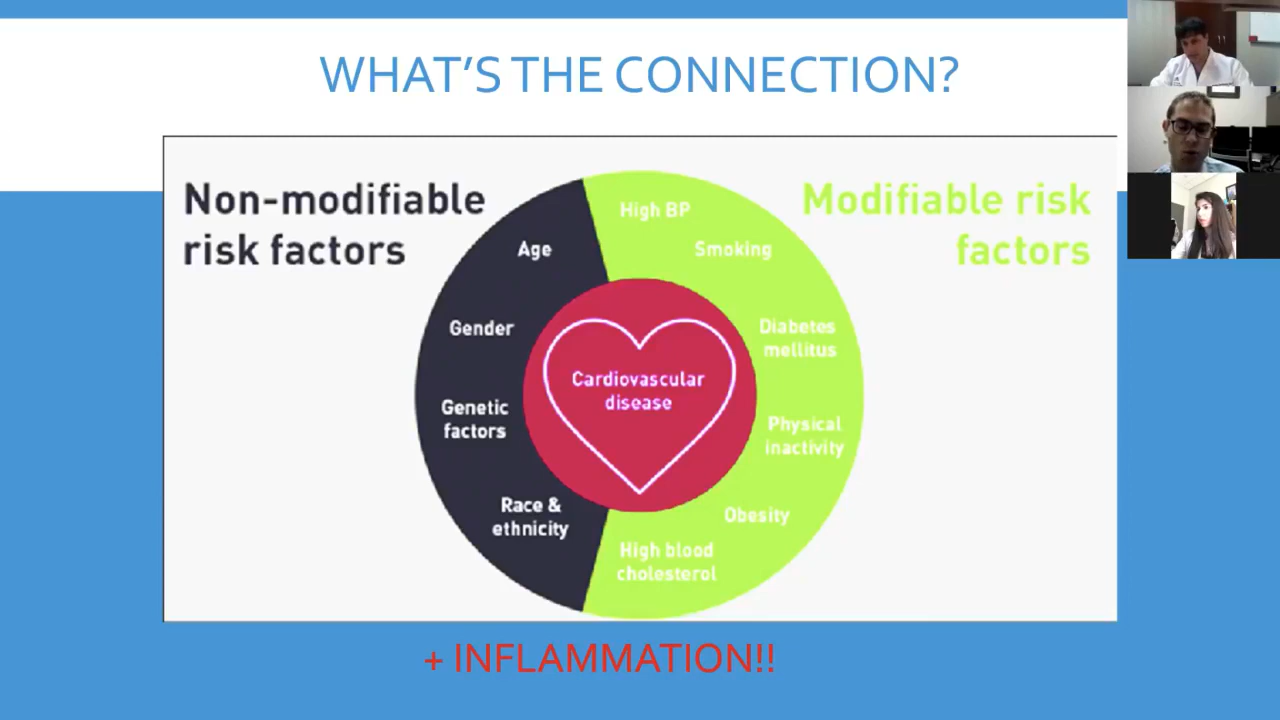 WHAT'S THE CONNECTION?
Non-modifiable
risk factors
Modifiable risk
factors
High BP
Smoking
Diabetes
mellitus
Physical
inactivity
Obesity
High blood
cholesterol
Age
Gender
Genetic
factors
Race &
ethnicity
Cardiovascular
disease
+ INFLAMMATION!!